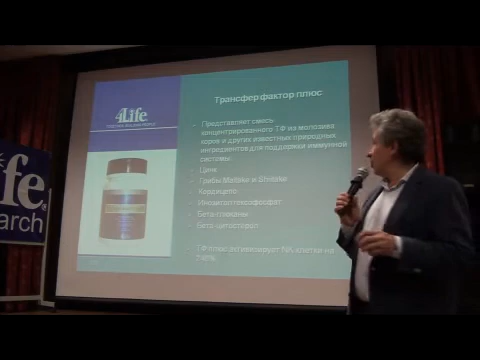 4Life
Трансфер фактор плюс
- Представляет смесь
концентрированного ТФ из молозива
коров и других известных природных
ингредиентов для поддержки иммунной
системы:
- Цинк
- Грибы Maitake и Shiitake
- Кордицепс
- Инозитолгексафосфат
- Бета-глюканы
- Бета-ситостерол
- ТФ плюс активизирует NK клетки на
fe
arch